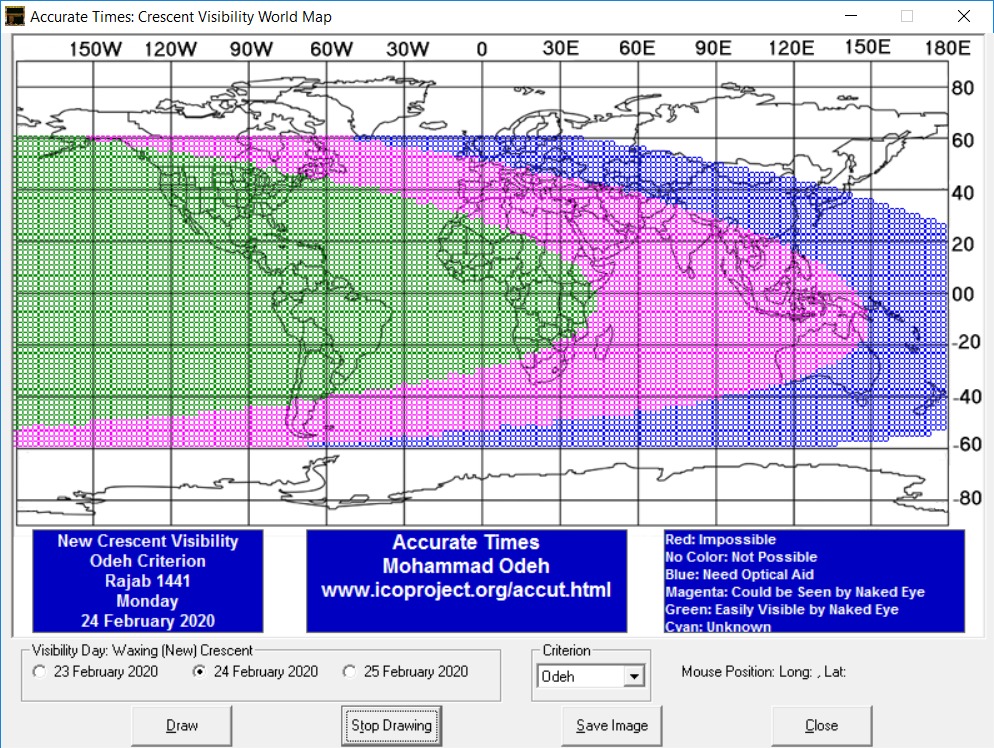 Accurate Times: Crescent Visibility World Map
150W 120W 90W 60W 30W 0 30E 60E 90E 120E 150E 180E
80
60
40
20
00
-20
-40
-60
-80
New Crescent Visibility
Odeh Criterion
Rajab 1441
Monday
24 February 2020
Accurate Times
Mohammad Odeh
www.icoproject.org/accut.html
Red: Impossible
No Color: Not Possible
Blue: Need Optical Aid
Magenta: Could be Seen by Naked Eye
Green: Easily Visible by Naked Eye
Cyan: Unknown
Visibility Day: Waxing (New) Crescent
23 February 2020 24 February 2020 25 February 2020
Criterion
Odeh
Mouse Position: Long: , Lat:
Draw Stop Drawing Save Image Close